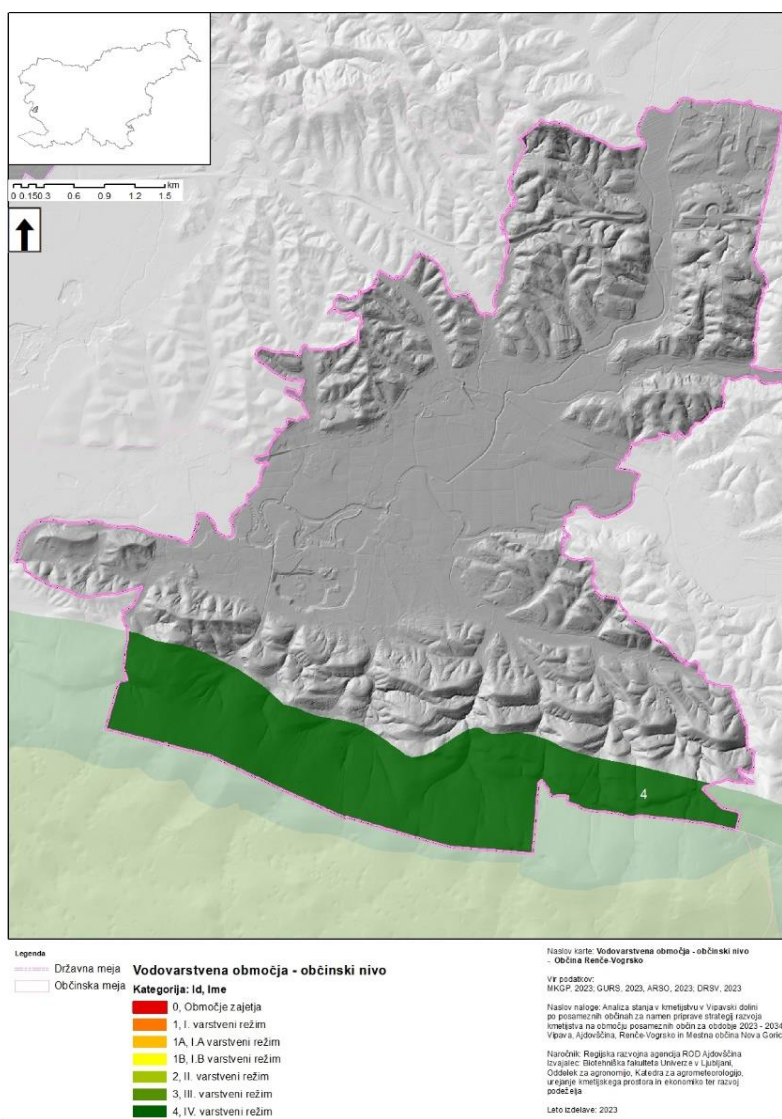 km
0 0.150.3 0.6 0.9 1.2 1.5
4
Legenda
Državna meja
Občinska meja
Vodovarstvena območja - občinski nivo
Kategorija: Id, Ime
0, Območje zajetja
1, I. varstveni režim
1A, I.A varstveni režim
1B, I.B varstveni režim
2, II. varstveni režim
3, III. varstveni režim
4, IV. varstveni režim
Naslov karte: Vodovarstvena območja - občinski nivo
- Občina Renče-Vogrsko
Vir podatkov:
MKGP, 2023, GURS, 2023, ARSO, 2023, DRSV, 2023
Naslov naloge: Analiza stanja v kmetijstvu v Vipavski dolini
po posameznih občinah za namen priprave strategij razvoja
kmetijstva na območju posameznih občin za obdobje 2023 - 2034
Vipava, Ajdovščina, Renče-Vogrsko in Mestna občina Nova Goric
Naročnik: Regijska razvojna agencija ROD Ajdovščina
Izvajalec: Biotehniška fakulteta Univerze v Ljubljani,
Oddelek za agronomijo, Katedra za agrometeorologijo,
urejanje kmetijskega prostora in ekonomiko ter razvoj
podeželja
Leto izdelave: 2023